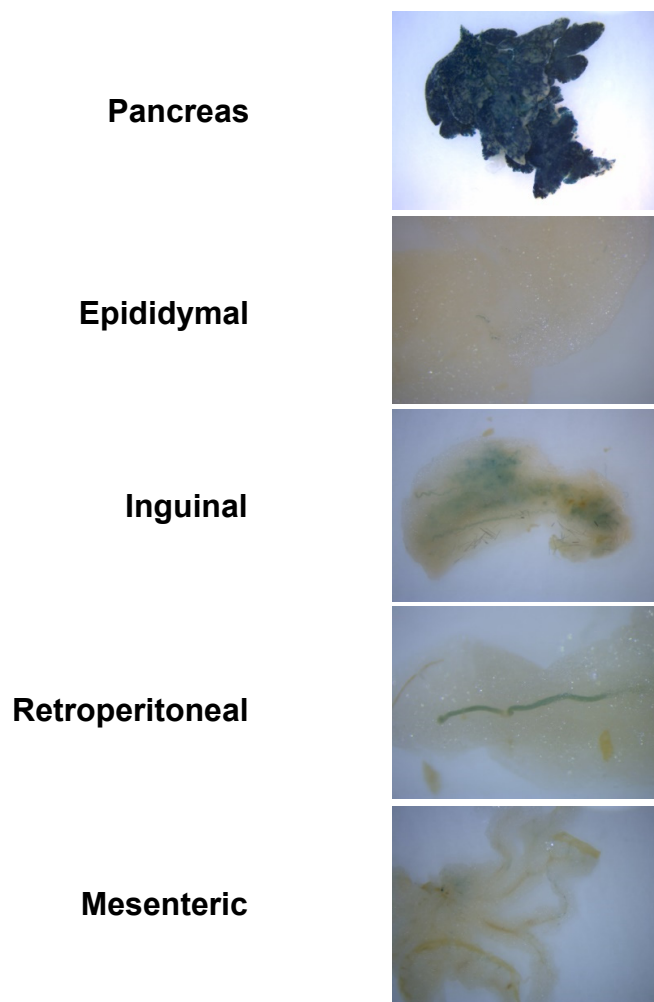 Pancreas
Epididymal
Inguinal
Retroperitoneal
Mesenteric